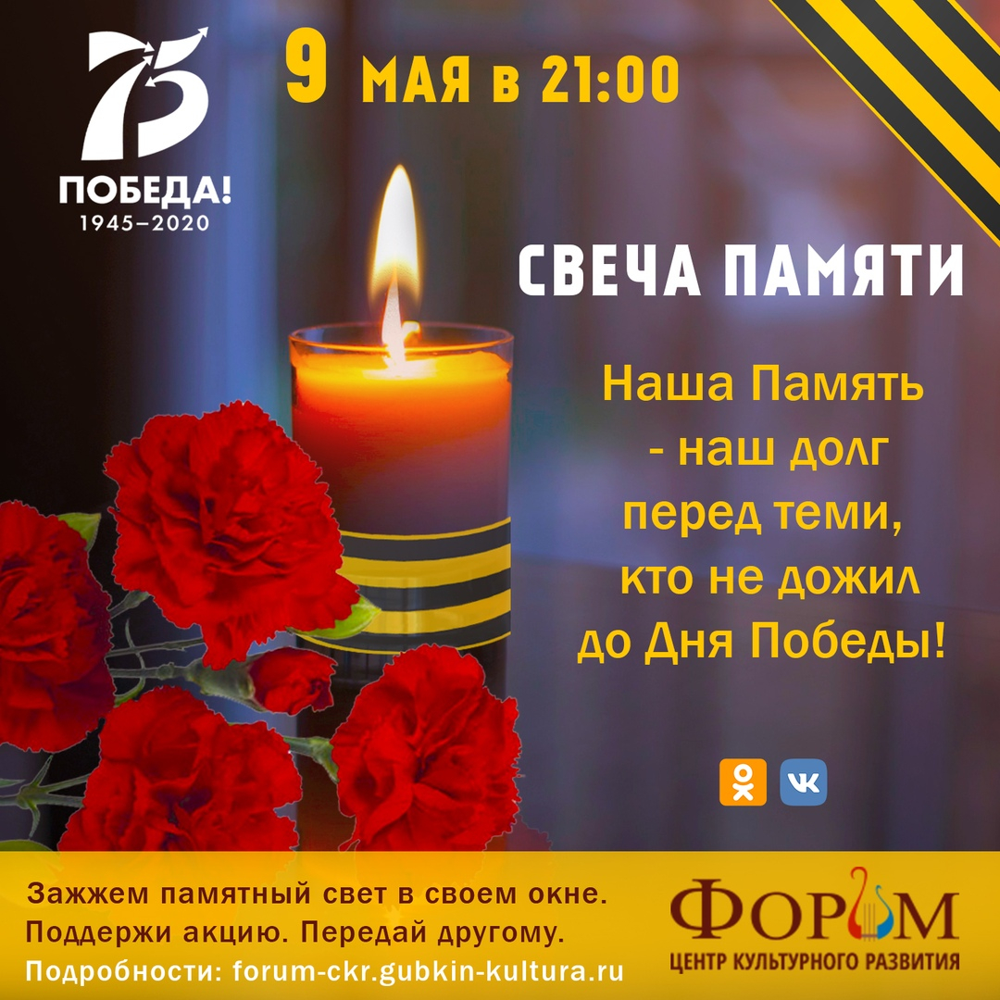 75
ПОБЕДА!
1945–2020
9 МАЯ в 21:00
СВЕЧА ПАМЯТИ
Наша Память
- наш долг
перед теми,
кто не дожил
до Дня Победы!
Зажжем памятный свет в своем окне.
Поддержи акцию. Передай другому.
Подробности: forum-ckr.gubkin-kultura.ru
ФОРУМ
ЦЕНТР КУЛЬТУРНОГО РАЗВИТИЯ